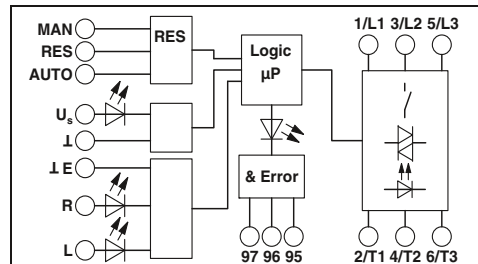 MAN
RES
AUTO
RES
Us
⊥
⊥ E
R
L
Logic
µP
& Error
97 96 95
1/L1 3/L2 5/L3
2/T1 4/T2 6/T3